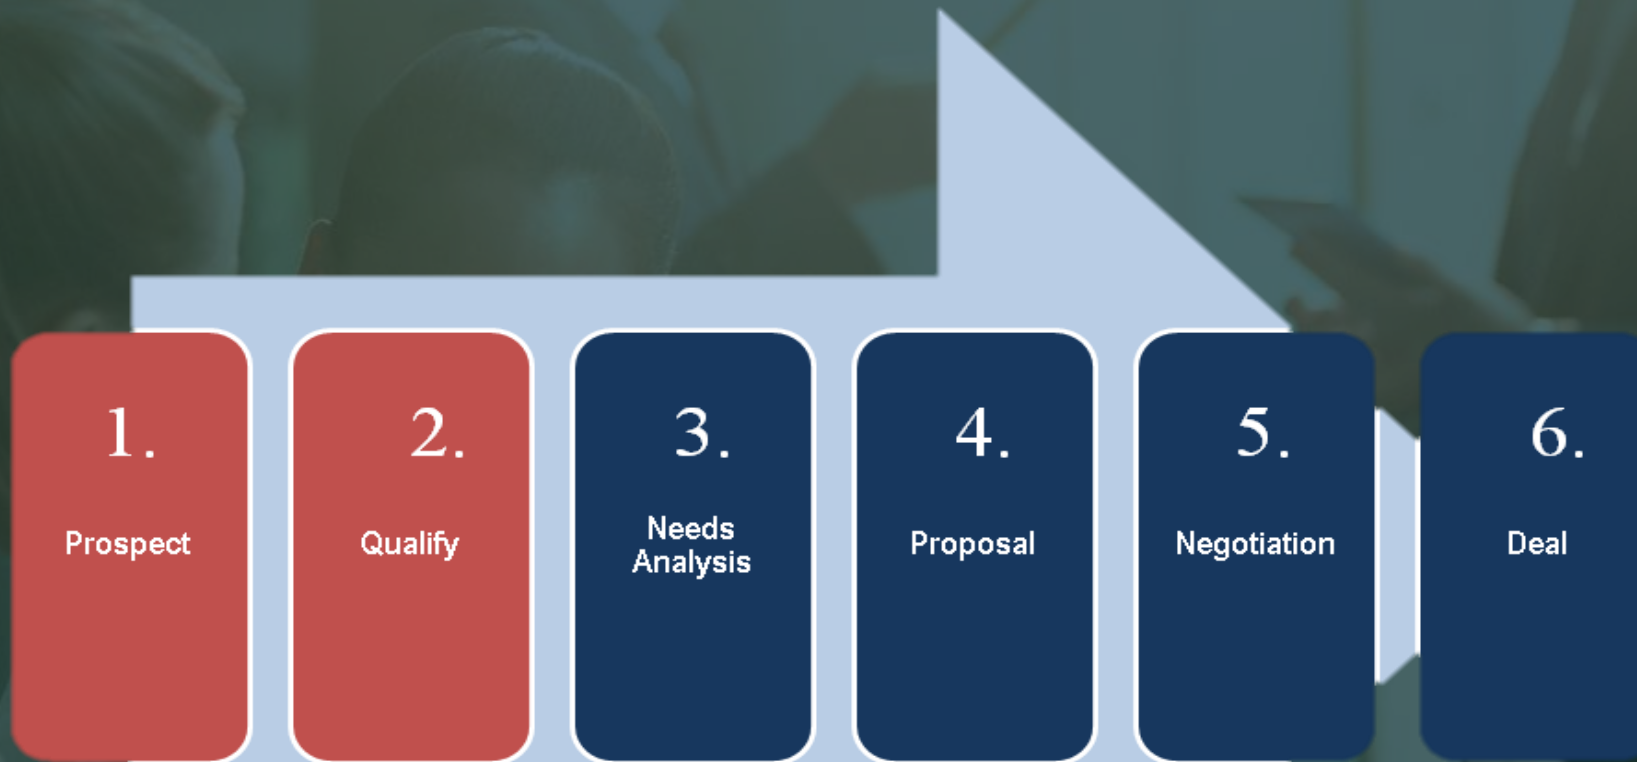 1.
Prospect
2.
Qualify
3.
Needs
Analysis
4.
Proposal
5.
Negotiation
6.
Deal